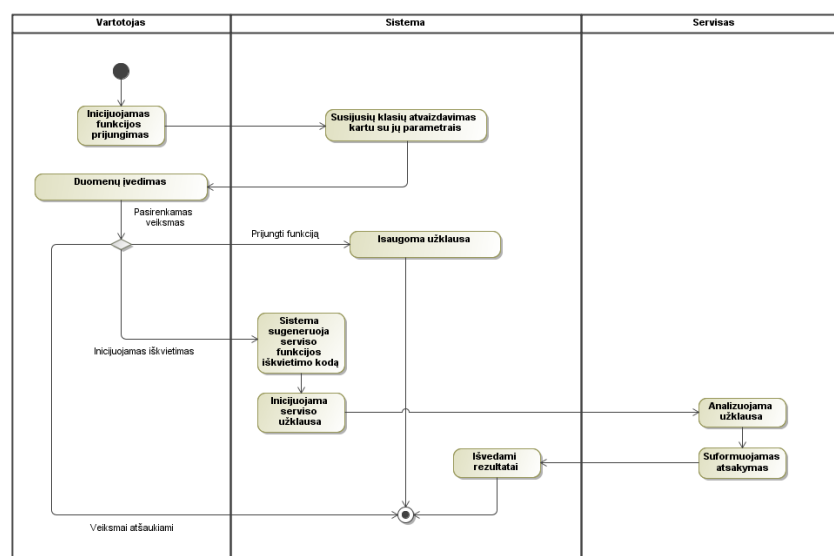 Vartotojas
Sistema
Servisas
Inicijuojamas
funkcijos
prijungimas
Susijusių klasių atvaizdavimas
kartu su jų parametrais
Duomenų įvedimas
Pasirenkamas
veiksmas
Prijungti funkciją
Isaugoma užklausa
Sistema
sugeneruoja
serviso
funkcijos
iškvietimo kodą
Inicijuojamas iškvietimas
Inicijuojama
serviso
užklausa
Analizuojama
užklausa
Išvedami
rezultatai
Suformuojamas
atsakymas
Veiksmai atšaukiami